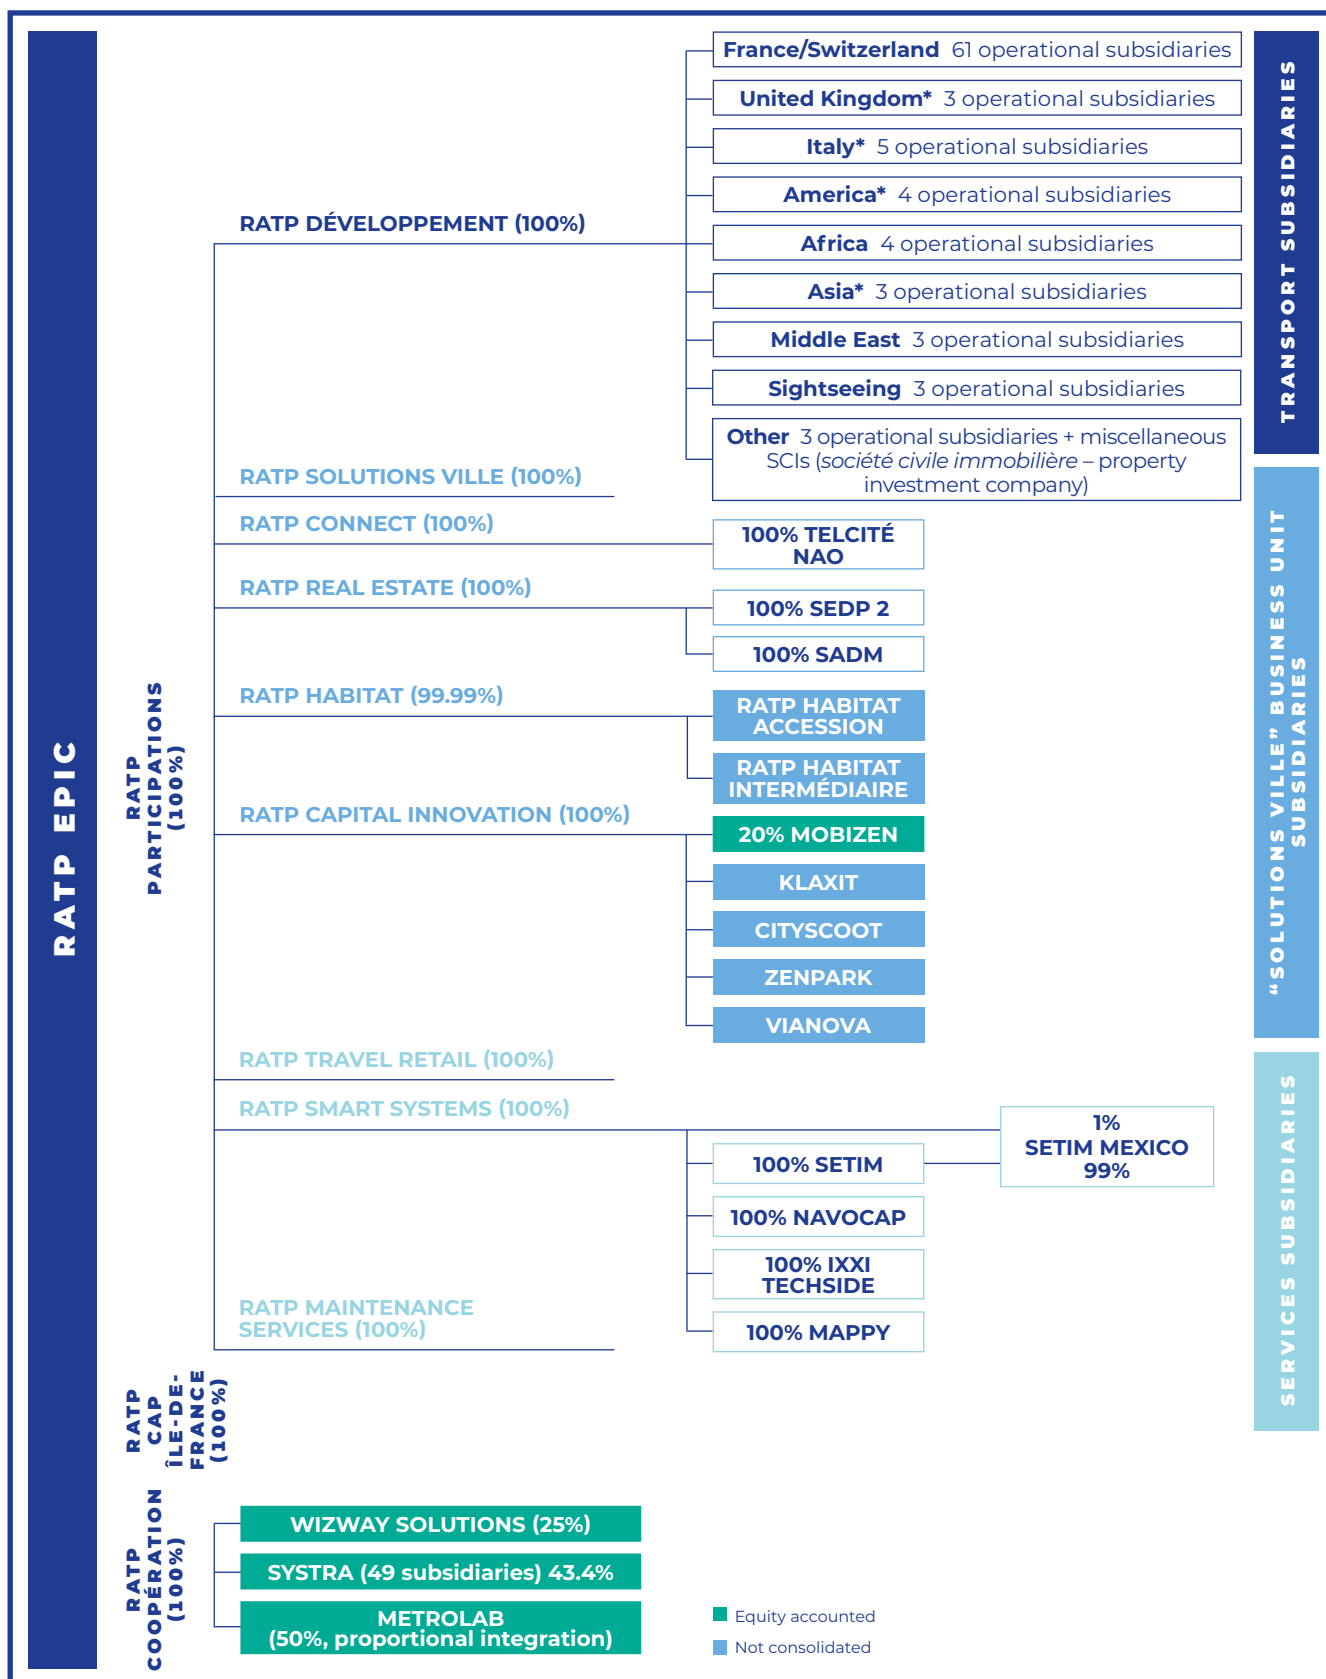 RATP EPIC
RATP
PARTICIPATIONS
(100%)
RATP DÉVELOPPEMENT (100%)
France/Switzerland 61 operational subsidiaries
United Kingdom* 3 operational subsidiaries
Italy* 5 operational subsidiaries
America* 4 operational subsidiaries
Africa 4 operational subsidiaries
Asia* 3 operational subsidiaries
Middle East 3 operational subsidiaries
Sightseeing 3 operational subsidiaries
Other 3 operational subsidiaries + miscellaneous
SCIs (société civile immobilière – property
investment company)
TRANSPORT SUBSIDIARIES
RATP SOLUTIONS VILLE (100%)
RATP CONNECT (100%)
100% TELCITÉ
NAO
RATP REAL ESTATE (100%)
100% SEDP 2
100% SADM
RATP HABITAT (99.99%)
RATP HABITAT
ACCESSION
RATP HABITAT
INTERMÉDIAIRE
RATP CAPITAL INNOVATION (100%)
20% MOBIZEN
KLAXIT
CITYSCOOT
ZENPARK
VIANOVA
“SOLUTIONS VILLE” BUSINESS UNIT
SUBSIDIARIES
RATP TRAVEL RETAIL (100%)
RATP SMART SYSTEMS (100%)
1%
SETIM MEXICO
99%
100% SETIM
100% NAVOCAP
100% IXXI
TECHSIDE
100% MAPPY
RATP MAINTENANCE
SERVICES (100%)
SERVICES SUBSIDIARIES
RATP
CAP
ÎLE-DE-
FRANCE
(100%)
RATP
COOPÉRATION
(100%)
WIZWAY SOLUTIONS (25%)
SYSTRA (49 subsidiaries) 43.4%
METROLAB
(50%, proportional integration)
Equity accounted
Not consolidated